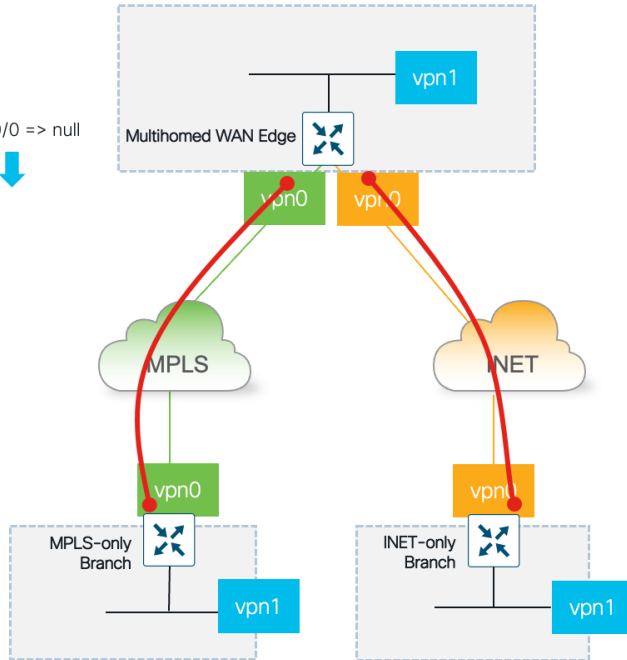 vpn1
/0 => null
Multihomed WAN Edge
vpn0
vpn0
MPLS
INET
vpn0
vpn0
MPLS-only
Branch
INET-only
Branch
vpn1
vpn1